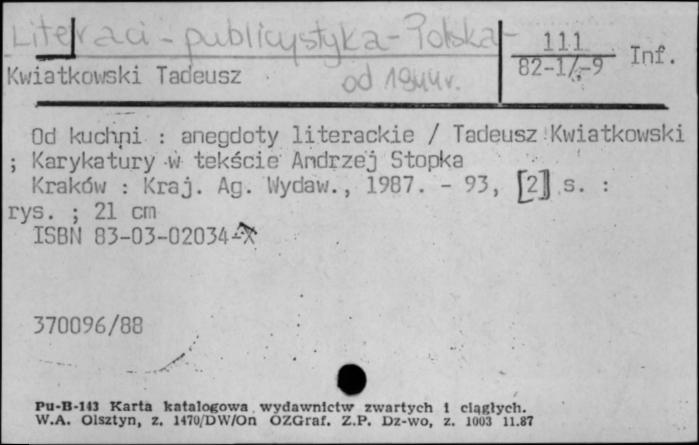 Literaci - publicystyka - Polska -
od 1944r.
111
82-1/-9 Inf.
Kwiatkowski Tadeusz
Od kuchni : anegdoty literackie / Tadeusz Kwiatkowski
; Karykatury w tekście Andrzej Stopka
Kraków : Kraj. Ag. Wydaw., 1987. - 93, [2] s. :
rys. ; 21 cm
ISBN 83-03-02034-X
370096/88
Pu-B-143 Karta katalogowa wydawnictw zwartych i ciągłych.
W.A. Olsztyn, z. 1470/DW/On OZGraf. Z.P. Dz-wo, z. 1003 11.87